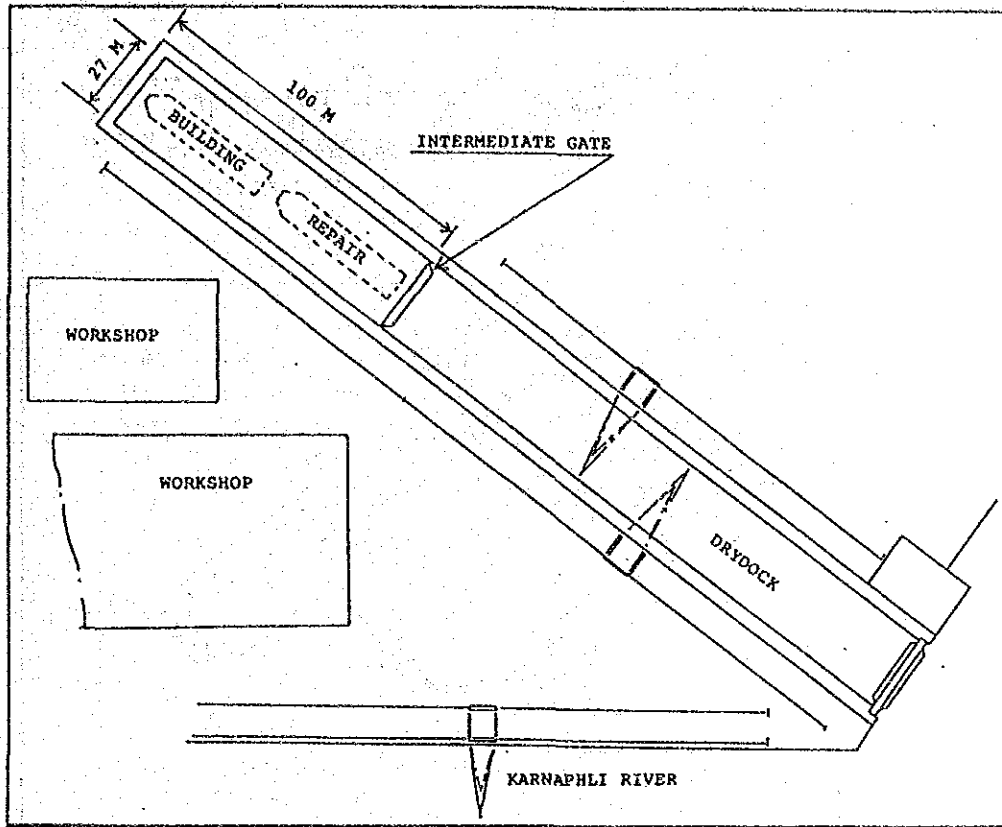 27 M
100 M
INTERMEDIATE GATE
BUILDING
REPAIR
WORKSHOP
WORKSHOP
DRYDOCK
KARNAPHLI RIVER